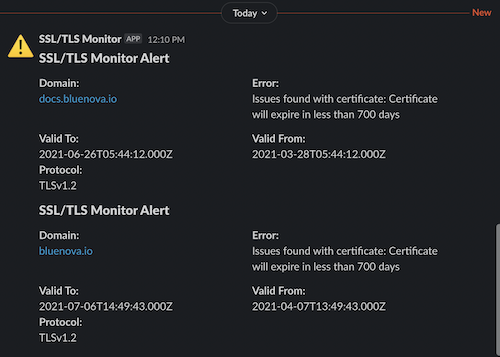 Today
New
SSL/TLS Monitor APP 12:10 PM
SSL/TLS Monitor Alert
Domain:
docs.bluenova.io
Error:
Issues found with certificate: Certificate
will expire in less than 700 days
Valid To:
2021-06-26T05:44:12.000Z
Valid From:
2021-03-28T05:44:12.000Z
Protocol:
TLSv1.2
SSL/TLS Monitor Alert
Domain:
bluenova.io
Error:
Issues found with certificate: Certificate
will expire in less than 700 days
Valid To:
2021-07-06T14:49:43.000Z
Valid From:
2021-04-07T13:49:43.000Z
Protocol:
TLSv1.2